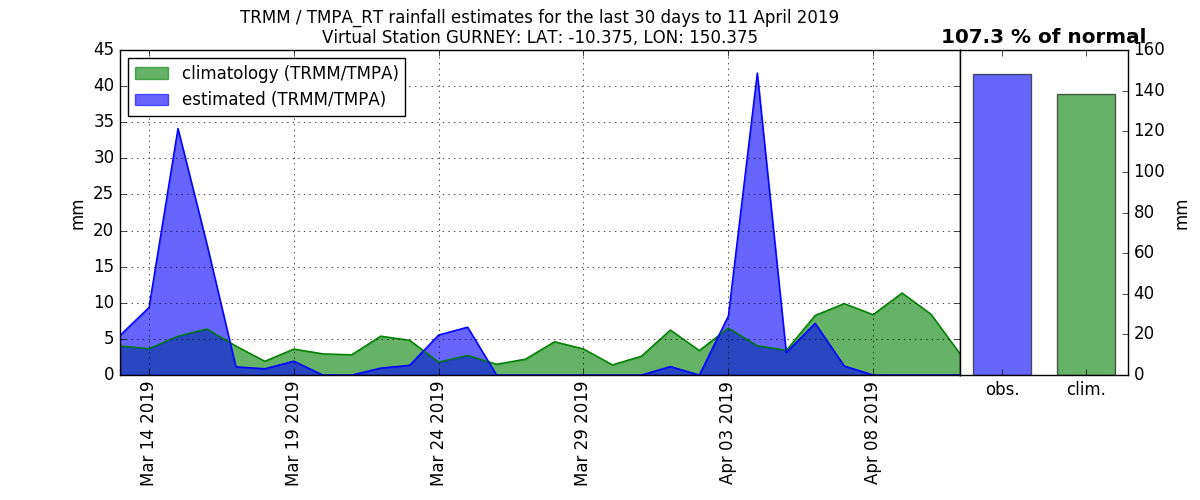 TRMM / TMPA_RT rainfall estimates for the last 30 days to 11 April 2019
Virtual Station GURNEY: LAT: -10.375, LON: 150.375
107.3 % of normal
climatology (TRMM/TMPA)
estimated (TRMM/TMPA)
mm
45
40
35
30
25
20
15
10
5
0
Mar 14 2019
Mar 19 2019
Mar 24 2019
Mar 29 2019
Apr 03 2019
Apr 08 2019
160
140
120
100
80
60
40
20
0
mm
obs.
clim.